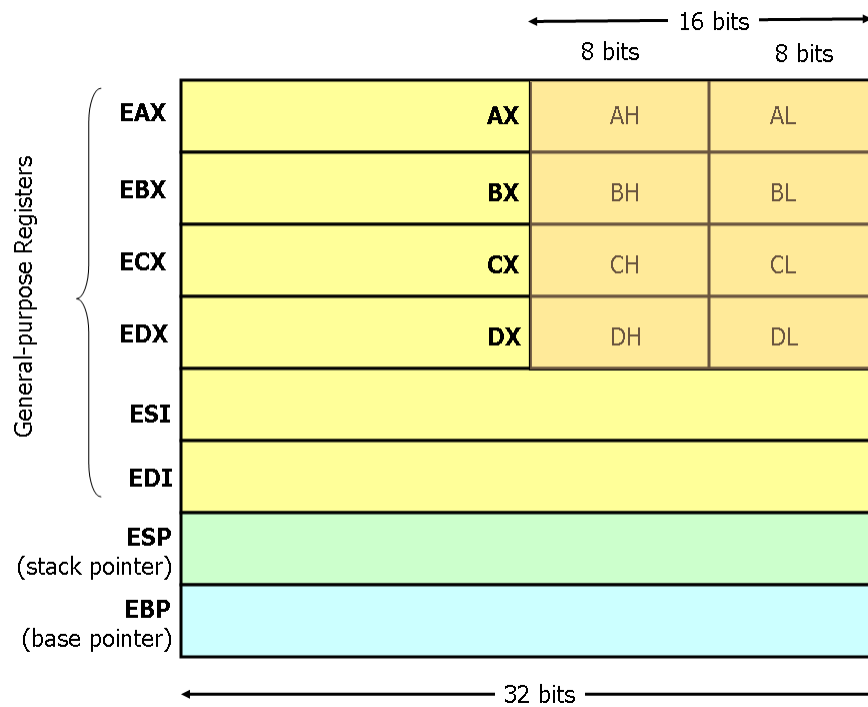 16 bits
8 bits 8 bits
EAX AX AH AL
EBX BX BH BL
ECX CX CH CL
EDX DX DH DL
General-purpose Registers
ESI
EDI
ESP
(stack pointer)
EBP
(base pointer)
32 bits